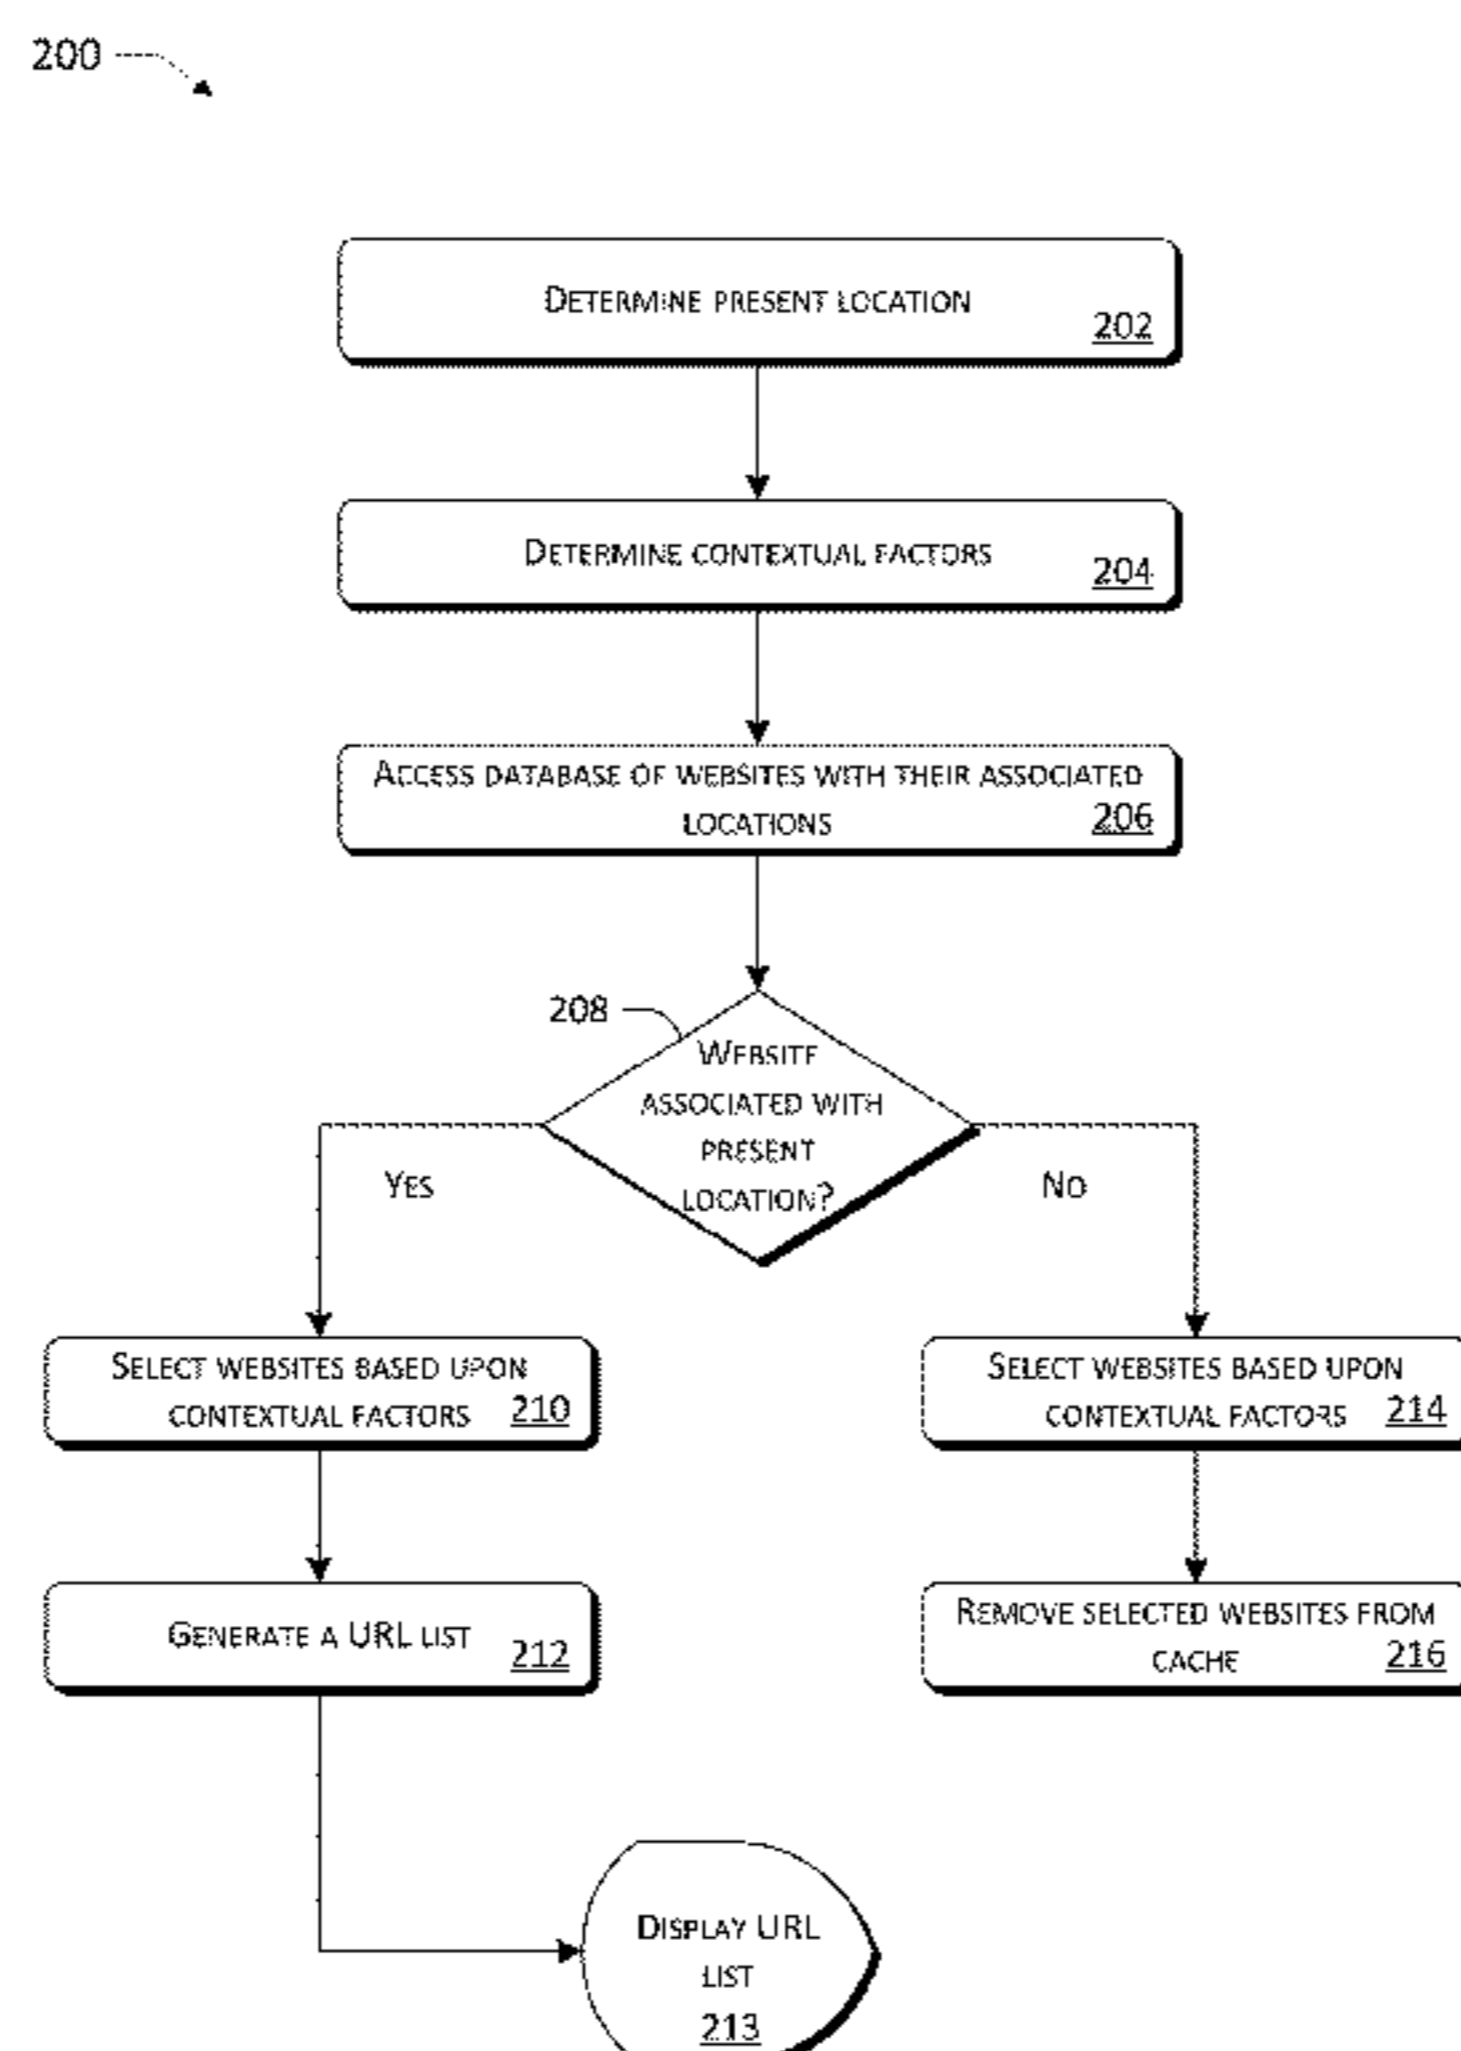 200
DETERMINE PRESENT LOCATION
202
DETERMINE CONTEXTUAL FACTORS
204
ACCESS DATABASE OF WEBSITES WITH THEIR ASSOCIATED
LOCATIONS 206
208
WEBSITE
ASSOCIATED WITH
PRESENT
LOCATION?
YES
NO
SELECT WEBSITES BASED UPON
CONTEXTUAL FACTORS 210
SELECT WEBSITES BASED UPON
CONTEXTUAL FACTORS 214
GENERATE A URL LIST
212
REMOVE SELECTED WEBSITES FROM
CACHE 216
DISPLAY URL
LIST
213